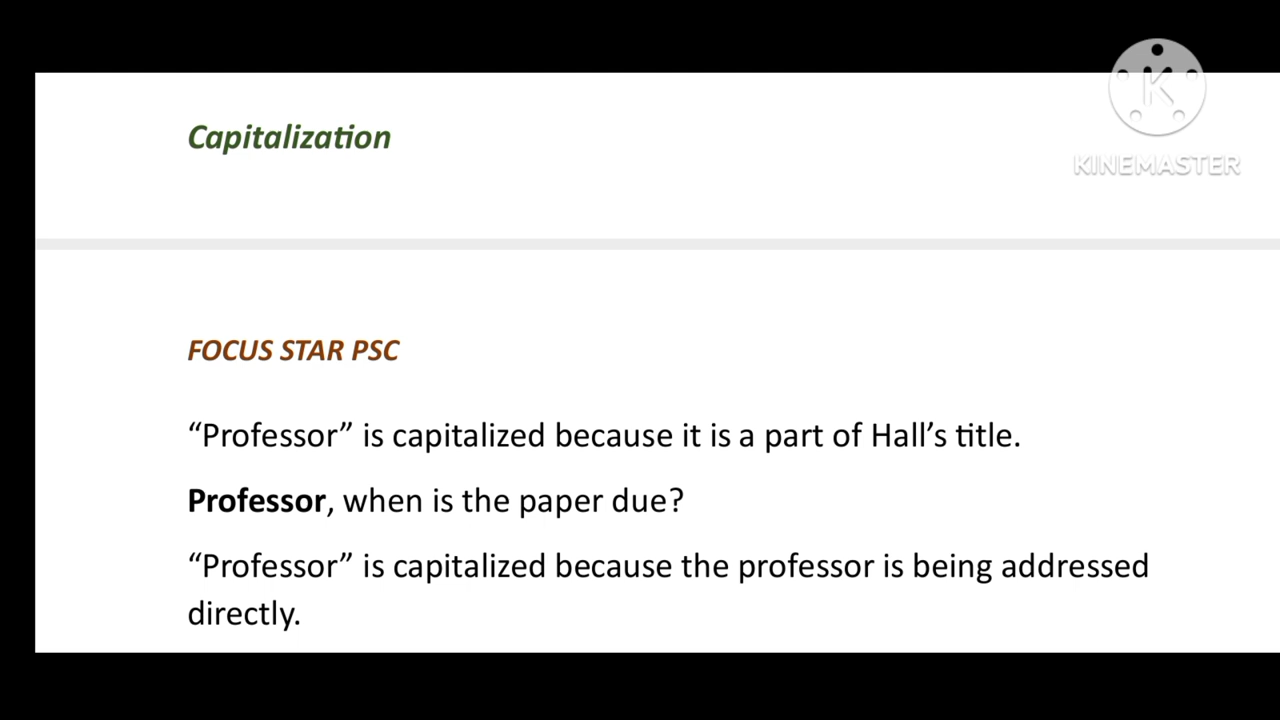 KINEMASTER
Capitalization
FOCUS STAR PSC
“Professor” is capitalized because it is a part of Hall’s title.
Professor, when is the paper due?
“Professor” is capitalized because the professor is being addressed
directly.